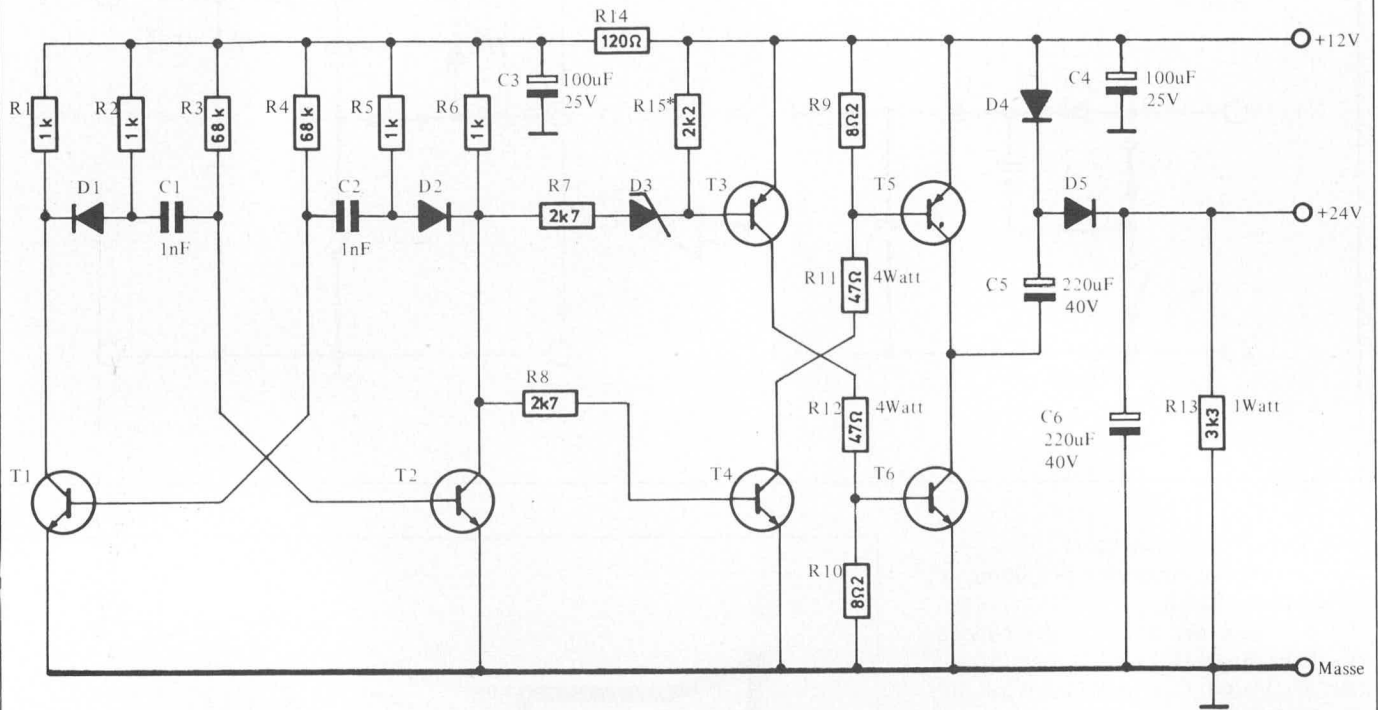 R14
120Ω
+12V
R1
1k
R2
1k
R3
68k
R4
68k
R5
1k
R6
1k
C3
100uF
25V
R15*
2k2
R9
8Ω2
D4
C4
100uF
25V
D1
C1
1nF
C2
1nF
D2
R7
2k7
D3
T3
T5
D5
+24V
R11
47Ω
4Watt
C5
220uF
40V
R8
2k7
R12
47Ω
4Watt
C6
220uF
40V
R13
3k3
1Watt
T1
T2
T4
T6
R10
8Ω2
Masse